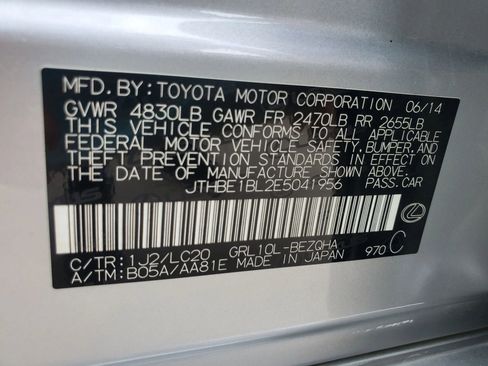 MFD. BY: TOYOTA MOTOR CORPORATION 06/14
GVWR 4830LB GAWR FR 2470LB RR 2655LB
THIS VEHICLE CONFORMS TO ALL APPLICABLE
FEDERAL MOTOR VEHICLE SAFETY, BUMPER, AND
THEFT PREVENTION STANDARDS IN EFFECT ON
THE DATE OF MANUFACTURE SHOWN ABOVE.
JTHBE1BL2E5041956 PASS.CAR
C/TR: 1J2/LC20 GRL10L-BEZQHA 970 C
A/TM: B05A/AA81E MADE IN JAPAN